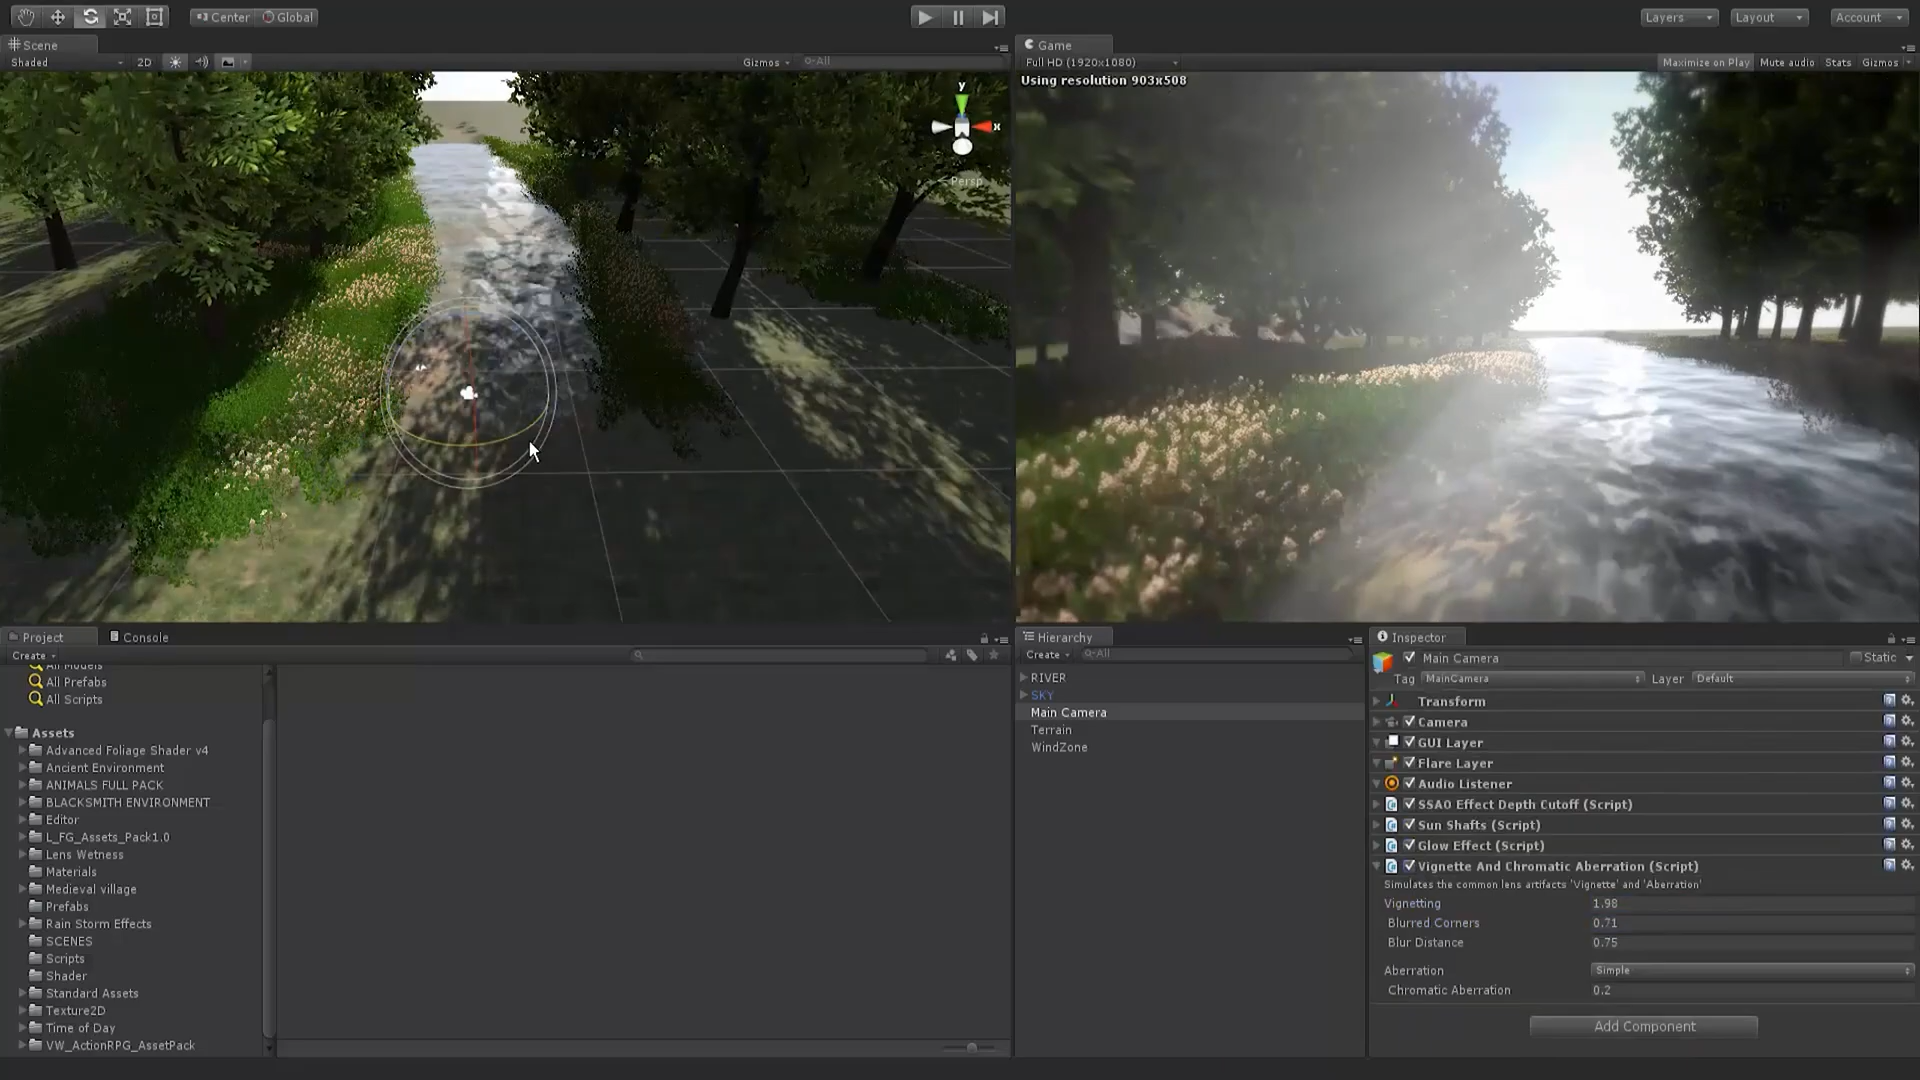 Center Global
Layers Layout Account
Scene
Shaded 2D Gizmos All
y
x
Persp
Game
Full HD (1920x1080) Maximize on Play Mute audio Stats Gizmos
Using resolution 903x508
Project Console
Create
All Models
All Prefabs
All Scripts
Assets
Advanced Foliage Shader v4
Ancient Environment
ANIMALS FULL PACK
BLACKSMITH ENVIRONMENT
Editor
L_FG_Assets_Pack1.0
Lens Wetness
Materials
Medieval village
Prefabs
Rain Storm Effects
SCENES
Scripts
Shader
Standard Assets
Texture2D
Time of Day
VW_ActionRPG_AssetPack
Hierarchy
Create All
RIVER
SKY
Main Camera
Terrain
WindZone
Inspector
Main Camera Static
Tag MainCamera Layer Default
Transform
Camera
GUI Layer
Flare Layer
Audio Listener
SSAO Effect Depth Cutoff (Script)
Sun Shafts (Script)
Glow Effect (Script)
Vignette And Chromatic Aberration (Script)
Simulates the common lens artifacts 'Vignette' and 'Aberration'
Vignetting 1.98
Blurred Corners 0.71
Blur Distance 0.75
Aberration Simple
Chromatic Aberration 0.2
Add Component